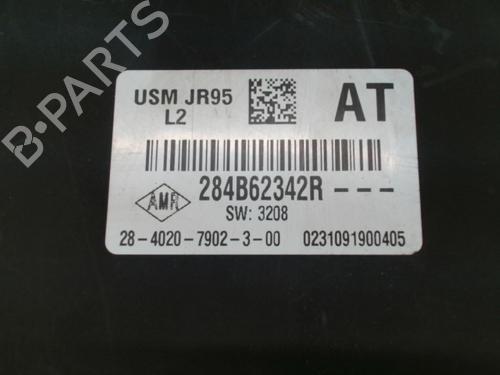 USM JR95
L2
AT
284B62342R---
AMR
SW: 3208
28-4020-7902-3-00
0231091900405
B-PARTS